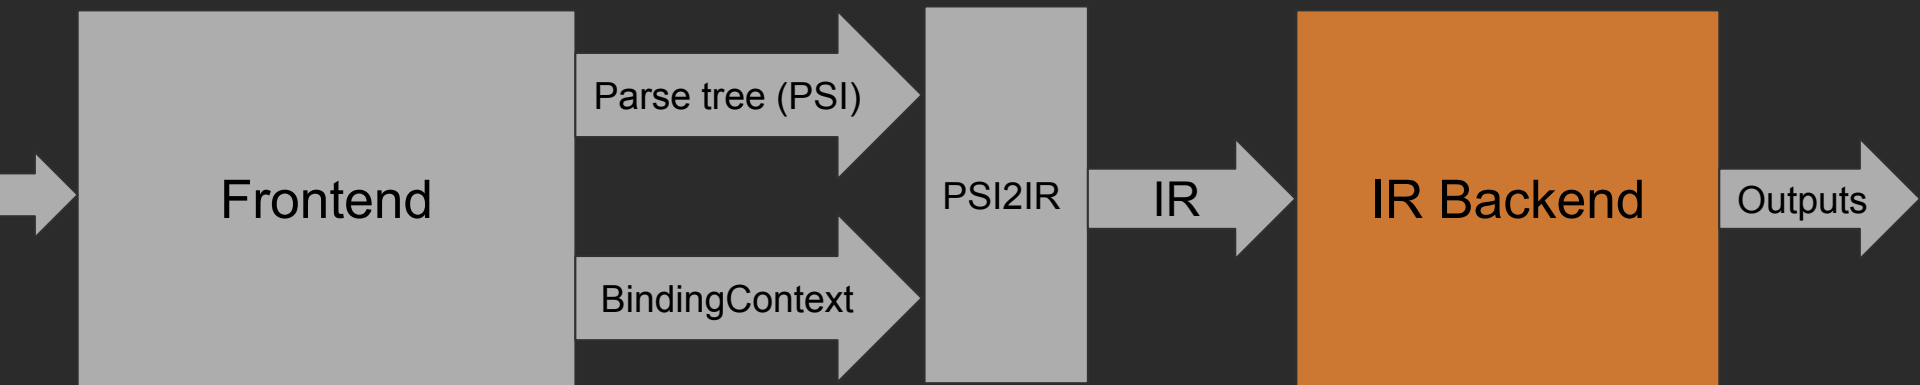 Frontend
Parse tree (PSI)
BindingContext
PSI2IR
IR
IR Backend
Outputs